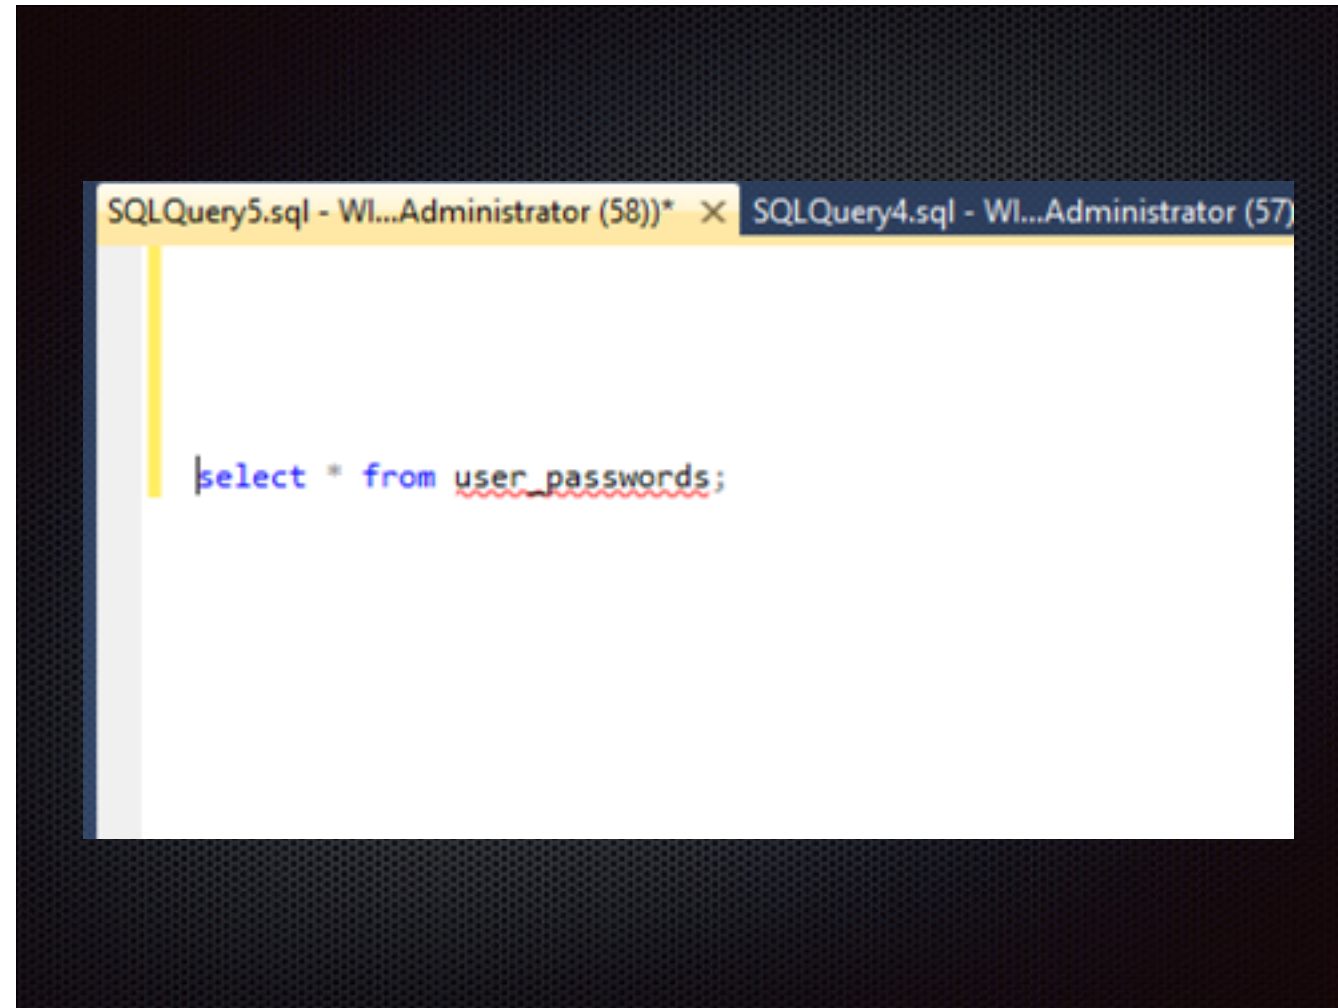 SQLQuery5.sql - WI...Administrator (58))* SQLQuery4.sql - WI...Administrator (57)
select * from user_passwords;